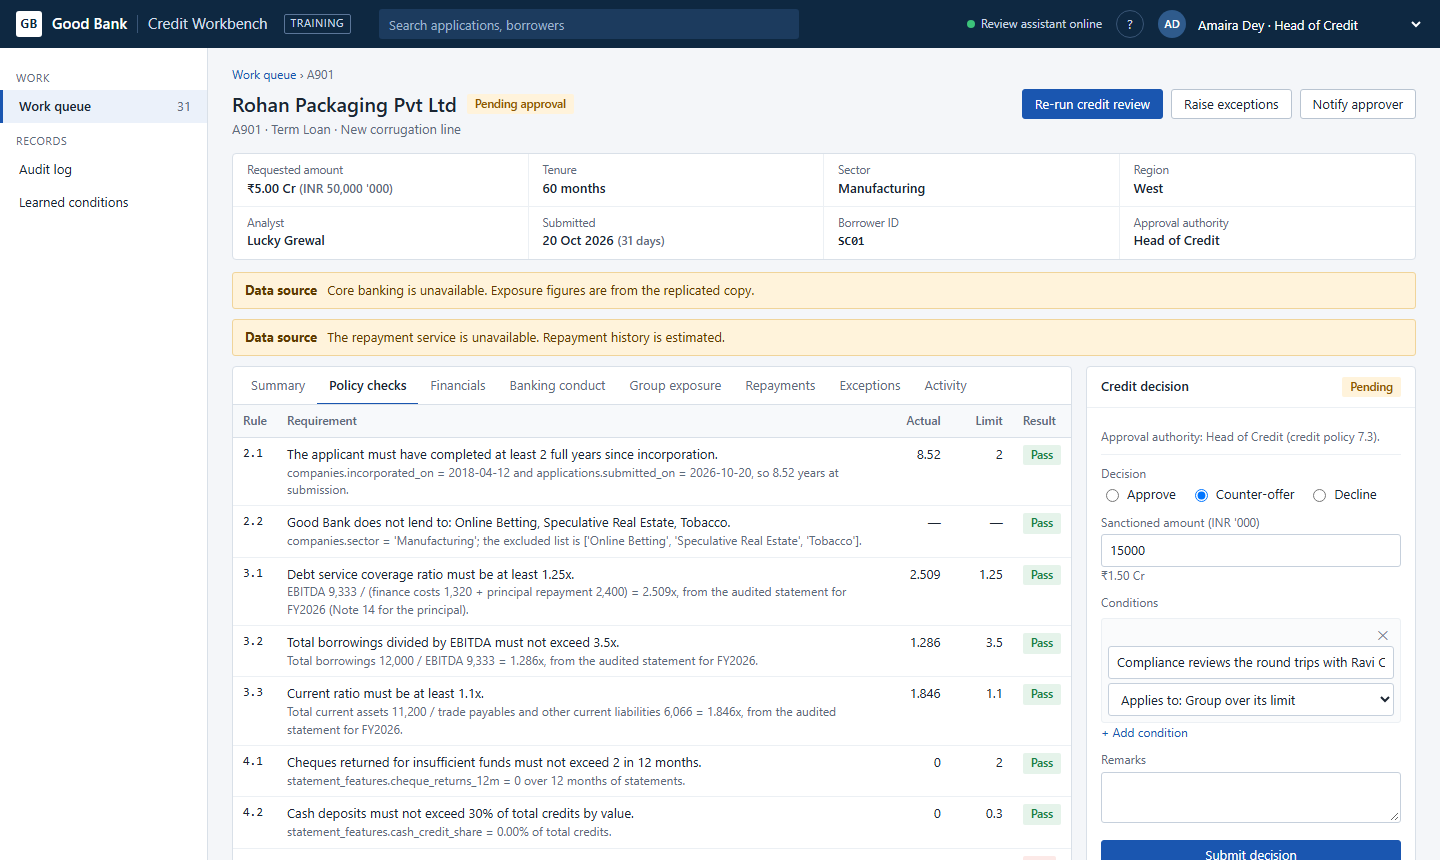 GB Good Bank Credit Workbench TRAINING Search applications, borrowers Review assistant online ? AD Amaira Dey · Head of Credit
WORK
Work queue 31
RECORDS
Audit log
Learned conditions
Work queue › A901
Rohan Packaging Pvt Ltd Pending approval
A901 · Term Loan · New corrugation line
Re-run credit review Raise exceptions Notify approver
Requested amount Tenure Sector Region
₹5.00 Cr (INR 50,000 '000) 60 months Manufacturing West
Analyst Submitted Borrower ID Approval authority
Lucky Grewal 20 Oct 2026 (31 days) SC01 Head of Credit
Data source Core banking is unavailable. Exposure figures are from the replicated copy.
Data source The repayment service is unavailable. Repayment history is estimated.
Summary Policy checks Financials Banking conduct Group exposure Repayments Exceptions Activity
Rule Requirement Actual Limit Result
2.1 The applicant must have completed at least 2 full years since incorporation. 8.52 2 Pass
companies.incorporated_on = 2018-04-12 and applications.submitted_on = 2026-10-20, so 8.52 years at
submission.
2.2 Good Bank does not lend to: Online Betting, Speculative Real Estate, Tobacco. — — Pass
companies.sector = 'Manufacturing'; the excluded list is ['Online Betting', 'Speculative Real Estate', 'Tobacco'].
3.1 Debt service coverage ratio must be at least 1.25x. 2.509 1.25 Pass
EBITDA 9,333 / (finance costs 1,320 + principal repayment 2,400) = 2.509x, from the audited statement for
FY2026 (Note 14 for the principal).
3.2 Total borrowings divided by EBITDA must not exceed 3.5x. 1.286 3.5 Pass
Total borrowings 12,000 / EBITDA 9,333 = 1.286x, from the audited statement for FY2026.
3.3 Current ratio must be at least 1.1x. 1.846 1.1 Pass
Total current assets 11,200 / trade payables and other current liabilities 6,066 = 1.846x, from the audited
statement for FY2026.
4.1 Cheques returned for insufficient funds must not exceed 2 in 12 months. 0 2 Pass
statement_features.cheque_returns_12m = 0 over 12 months of statements.
4.2 Cash deposits must not exceed 30% of total credits by value. 0 0.3 Pass
statement_features.cash_credit_share = 0.00% of total credits.
Credit decision Pending
Approval authority: Head of Credit (credit policy 7.3).
Decision
Approve Counter-offer Decline
Sanctioned amount (INR '000)
15000
₹1.50 Cr
Conditions
Compliance reviews the round trips with Ravi C
Applies to: Group over its limit
+ Add condition
Remarks
Submit decision